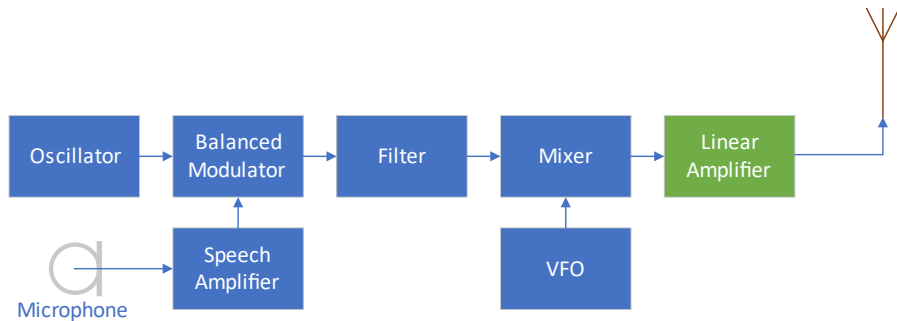 Oscillator
Balanced
Modulator
Filter
Mixer
Linear
Amplifier
Speech
Amplifier
VFO
Microphone